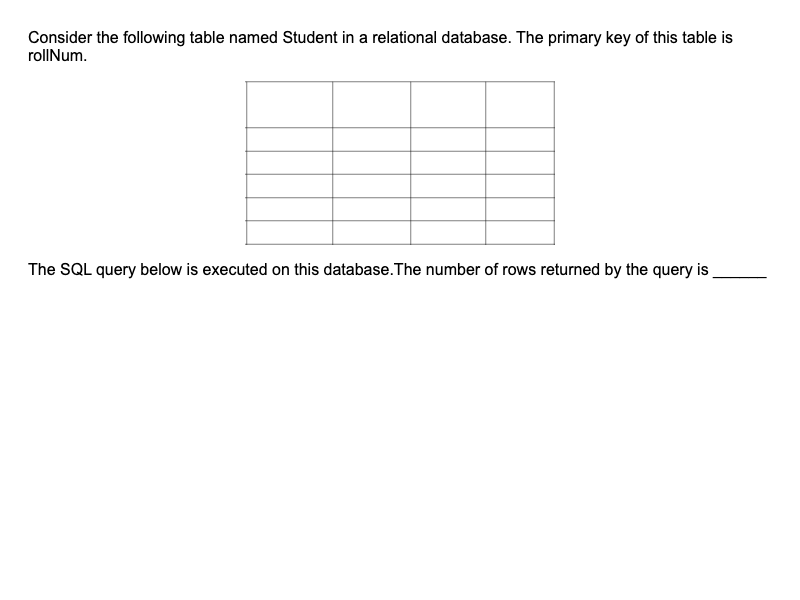 Consider the following table named Student in a relational database. The primary key of this table is
rollNum.
The SQL query below is executed on this database.The number of rows returned by the query is ______